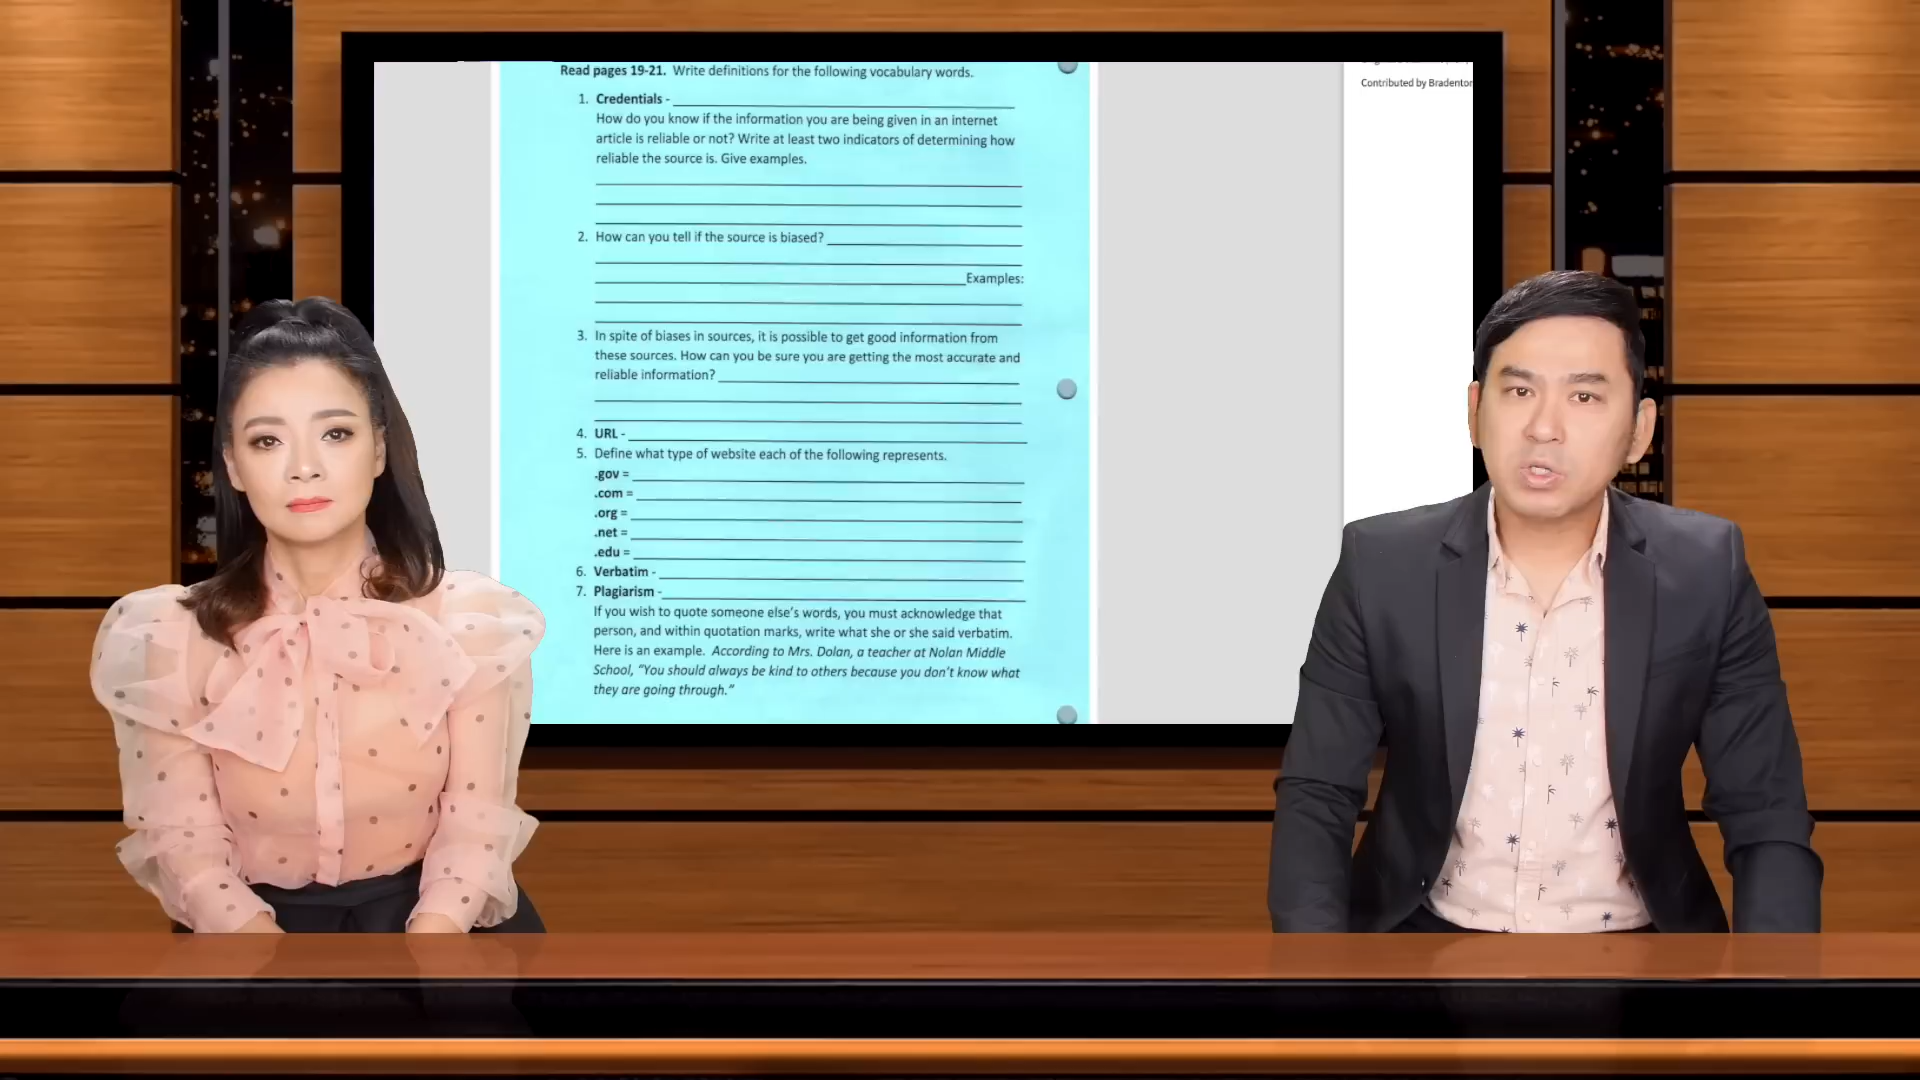 Read pages 19-21. Write definitions for the following vocabulary words.
1. Credentials - 
How do you know if the information you are being given in an internet
article is reliable or not? Write at least two indicators of determining how
reliable the source is. Give examples.
2. How can you tell if the source is biased?
Examples:
3. In spite of biases in sources, it is possible to get good information from
these sources. How can you be sure you are getting the most accurate and
reliable information?
4. URL -
5. Define what type of website each of the following represents.
.gov =
.com =
.org =
.net =
.edu =
6. Verbatim -
7. Plagiarism -
If you wish to quote someone else's words, you must acknowledge that
person, and within quotation marks, write what she or she said verbatim.
Here is an example. According to Mrs. Dolan, a teacher at Nolan Middle
School, "You should always be kind to others because you don't know what
they are going through."
Contributed by Bradenton